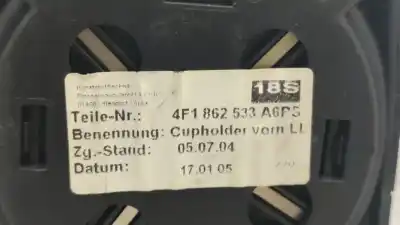 18S
Teile-Nr.: 4F1 862 533 A6PS
Benennung: Cupholder vorn LL
Zg.-Stand: 05.07.04
Datum: 17.01.05